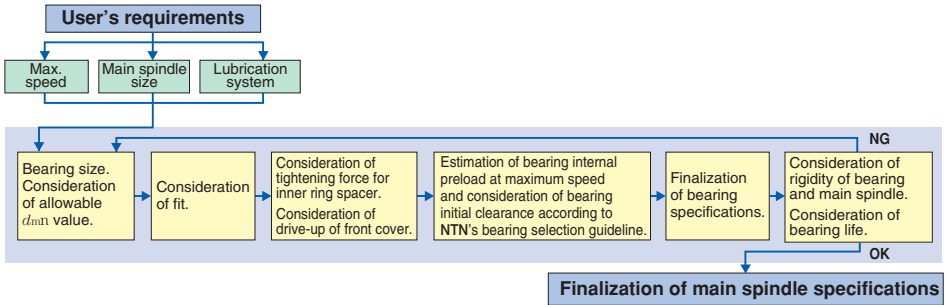 User's requirements
Max.
speed
Main spindle
size
Lubrication
system
NG
Bearing size.
Consideration
of allowable
dmn value.
Consideration
of fit.
Consideration of
tightening force for
inner ring spacer.
Consideration of
drive-up of front cover.
Estimation of bearing internal
preload at maximum speed
and consideration of bearing
initial clearance according to
NTN's bearing selection guideline.
Finalization
of bearing
specifications.
Consideration of
rigidity of bearing
and main spindle.
Consideration of
bearing life.
OK
Finalization of main spindle specifications